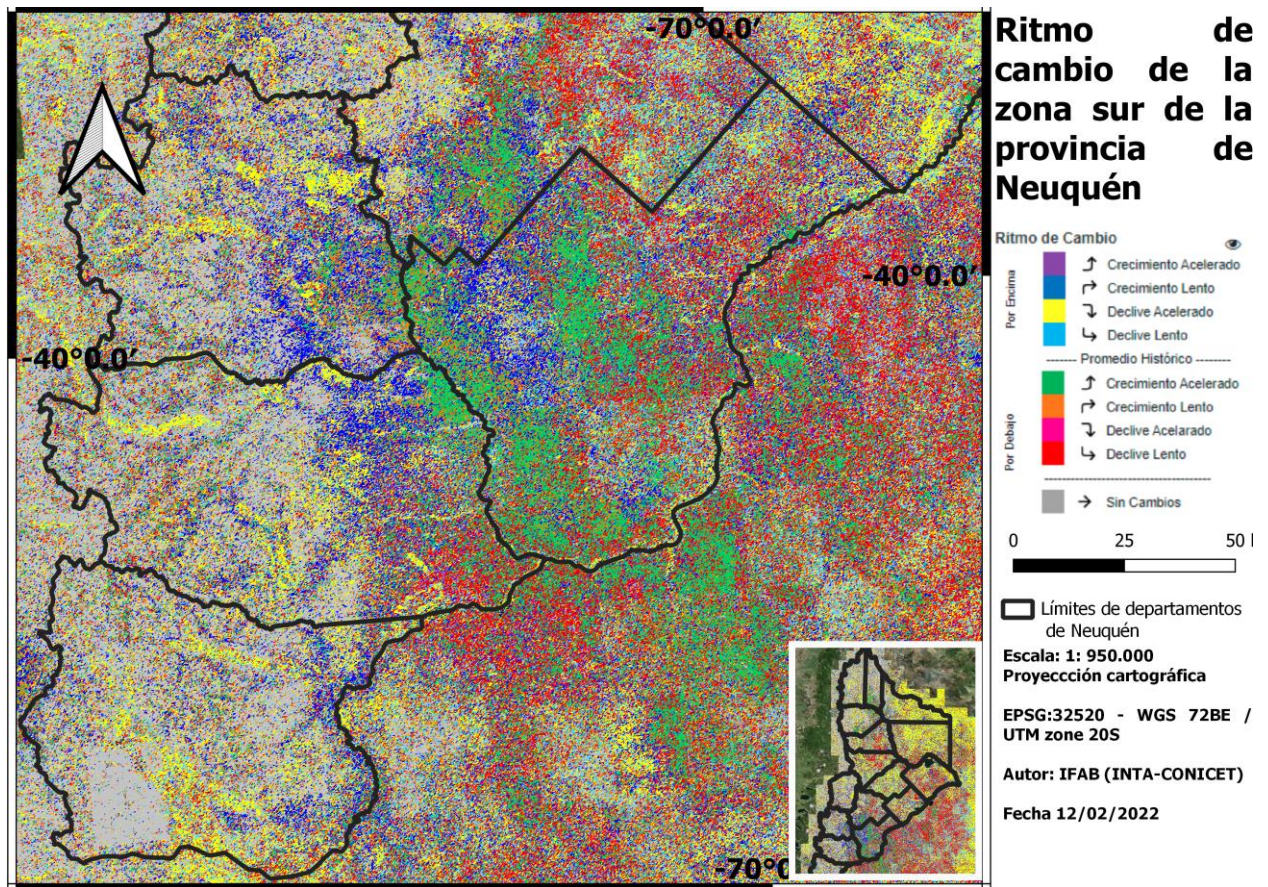 -70°0.0'
-40°0.0'
-40°0.0'
-70°0
Ritmo de
cambio de la
zona sur de la
provincia de
Neuquén
Ritmo de Cambio
Por Encima
Crecimiento Acelerado
Crecimiento Lento
Declive Acelerado
Declive Lento
------- Promedio Histórico --------
Por Debajo
Crecimiento Acelerado
Crecimiento Lento
Declive Acelarado
Declive Lento
Sin Cambios
0 25 50
Límites de departamentos
de Neuquén
Escala: 1: 950.000
Proyeccción cartográfica
EPSG:32520 - WGS 72BE /
UTM zone 20S
Autor: IFAB (INTA-CONICET)
Fecha 12/02/2022